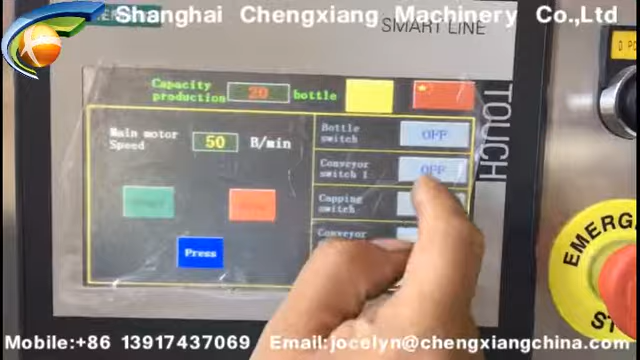 Shanghai Chengxiang Machinery Co.,Ltd
SMART LINE
TOUCH
Capacity
production 20 bottle
Main motor
Speed 50 B/min
Bottle
switch OFF
Conveyor
switch 1 OFF
Capping
switch
Conveyor
Press
EMERG
ST
Mobile:+86 13917437069 Email:jocelyn@chengxiangchina.com